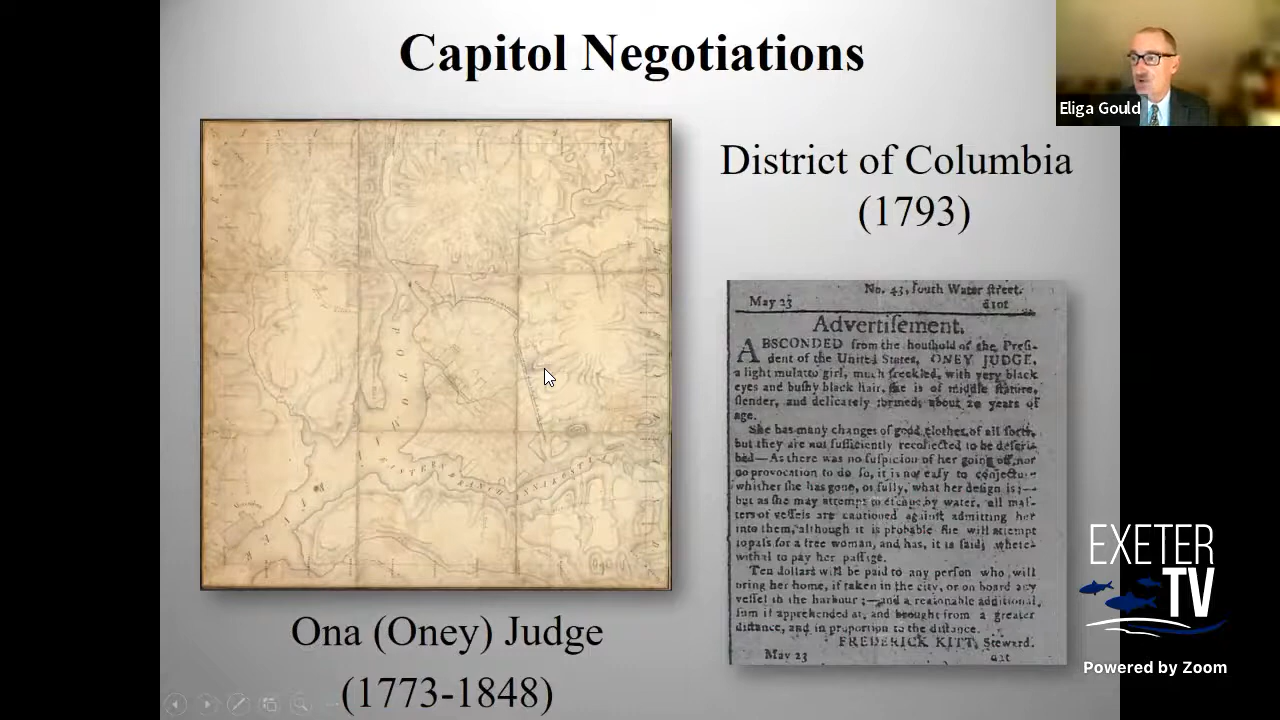 Capitol Negotiations
Eliga Gould
District of Columbia
(1793)
No. 43, ſouth Water ſtreet.
May 23
d10t
Advertiſement.
ABSCONDED from the houſhold of the Preſi-
dent of the United States, ONEY JUDGE,
a light mulatto girl, much freckled, with very black
eyes and buſhy black hair, ſhe is of middle ſtature,
ſlender, and delicately formed, about 20 years of
age.
She has many changes of good clothes, of all ſorts,
but they are not ſufficiently recollected to be deſcri-
bed—As there was no ſuſpicion of her going off, nor
no provocation to do ſo, it is not eaſy to conjecture
whither ſhe has gone, or fully, what her deſign is;—
but as ſhe may attempt to eſcape by water, all maſ-
ters of veſſels are cautioned againſt admitting her
into them, although it is probable ſhe will attempt
to paſs for a free woman, and has, it is ſaid, where-
withal to pay her paſſage.
Ten dollars will be paid to any perſon who will
bring her home, if taken in the city, or on board any
veſſel in the harbour;—and a reaſonable additional
ſum if apprehended at, and brought from a greater
diſtance, and in proportion to the diſtance.
FREDERICK KITT, Steward.
May 23
POTOMAK
EASTERN BRANCH
RIVER
Ona (Oney) Judge
(1773-1848)
EXETER
TV
Powered by Zoom